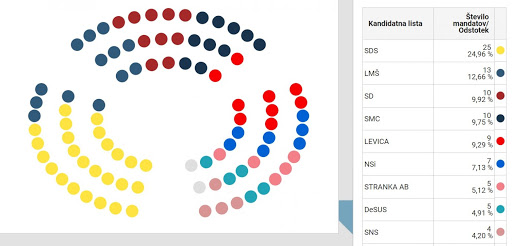 Kandidatna lista
Število
mandatov/
Odstotek
SDS
25
24,96 %
LMŠ
13
12,66 %
SD
10
9,92 %
SMC
10
9,75 %
LEVICA
9
9,29 %
NSi
7
7,13 %
STRANKA AB
5
5,12 %
DeSUS
5
4,91 %
SNS
4
4,20 %